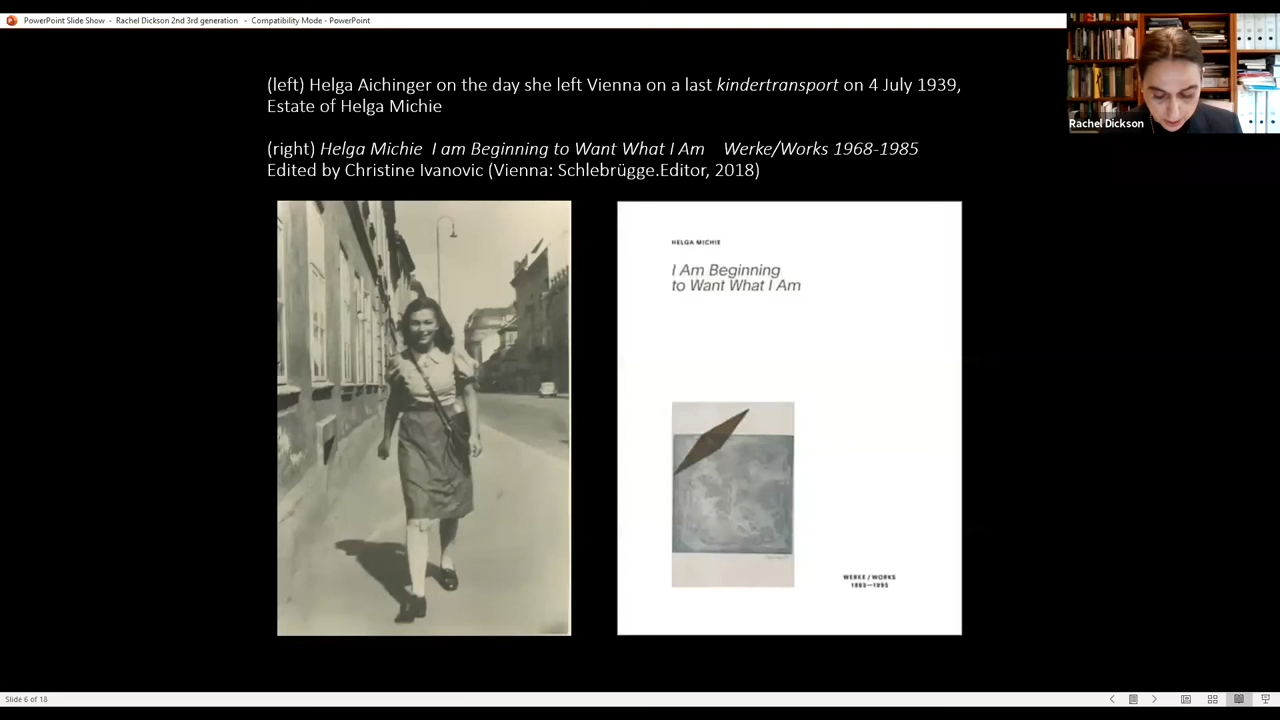 PowerPoint Slide Show - Rachel Dickson 2nd 3rd generation - Compatibility Mode - PowerPoint
Rachel Dickson
(left) Helga Aichinger on the day she left Vienna on a last kindertransport on 4 July 1939,
Estate of Helga Michie
(right) Helga Michie I am Beginning to Want What I Am Werke/Works 1968-1985
Edited by Christine Ivanovic (Vienna: Schlebrügge.Editor, 2018)
HELGA MICHIE
I Am Beginning
to Want What I Am
WERKE / WORKS
Slide 6 of 18